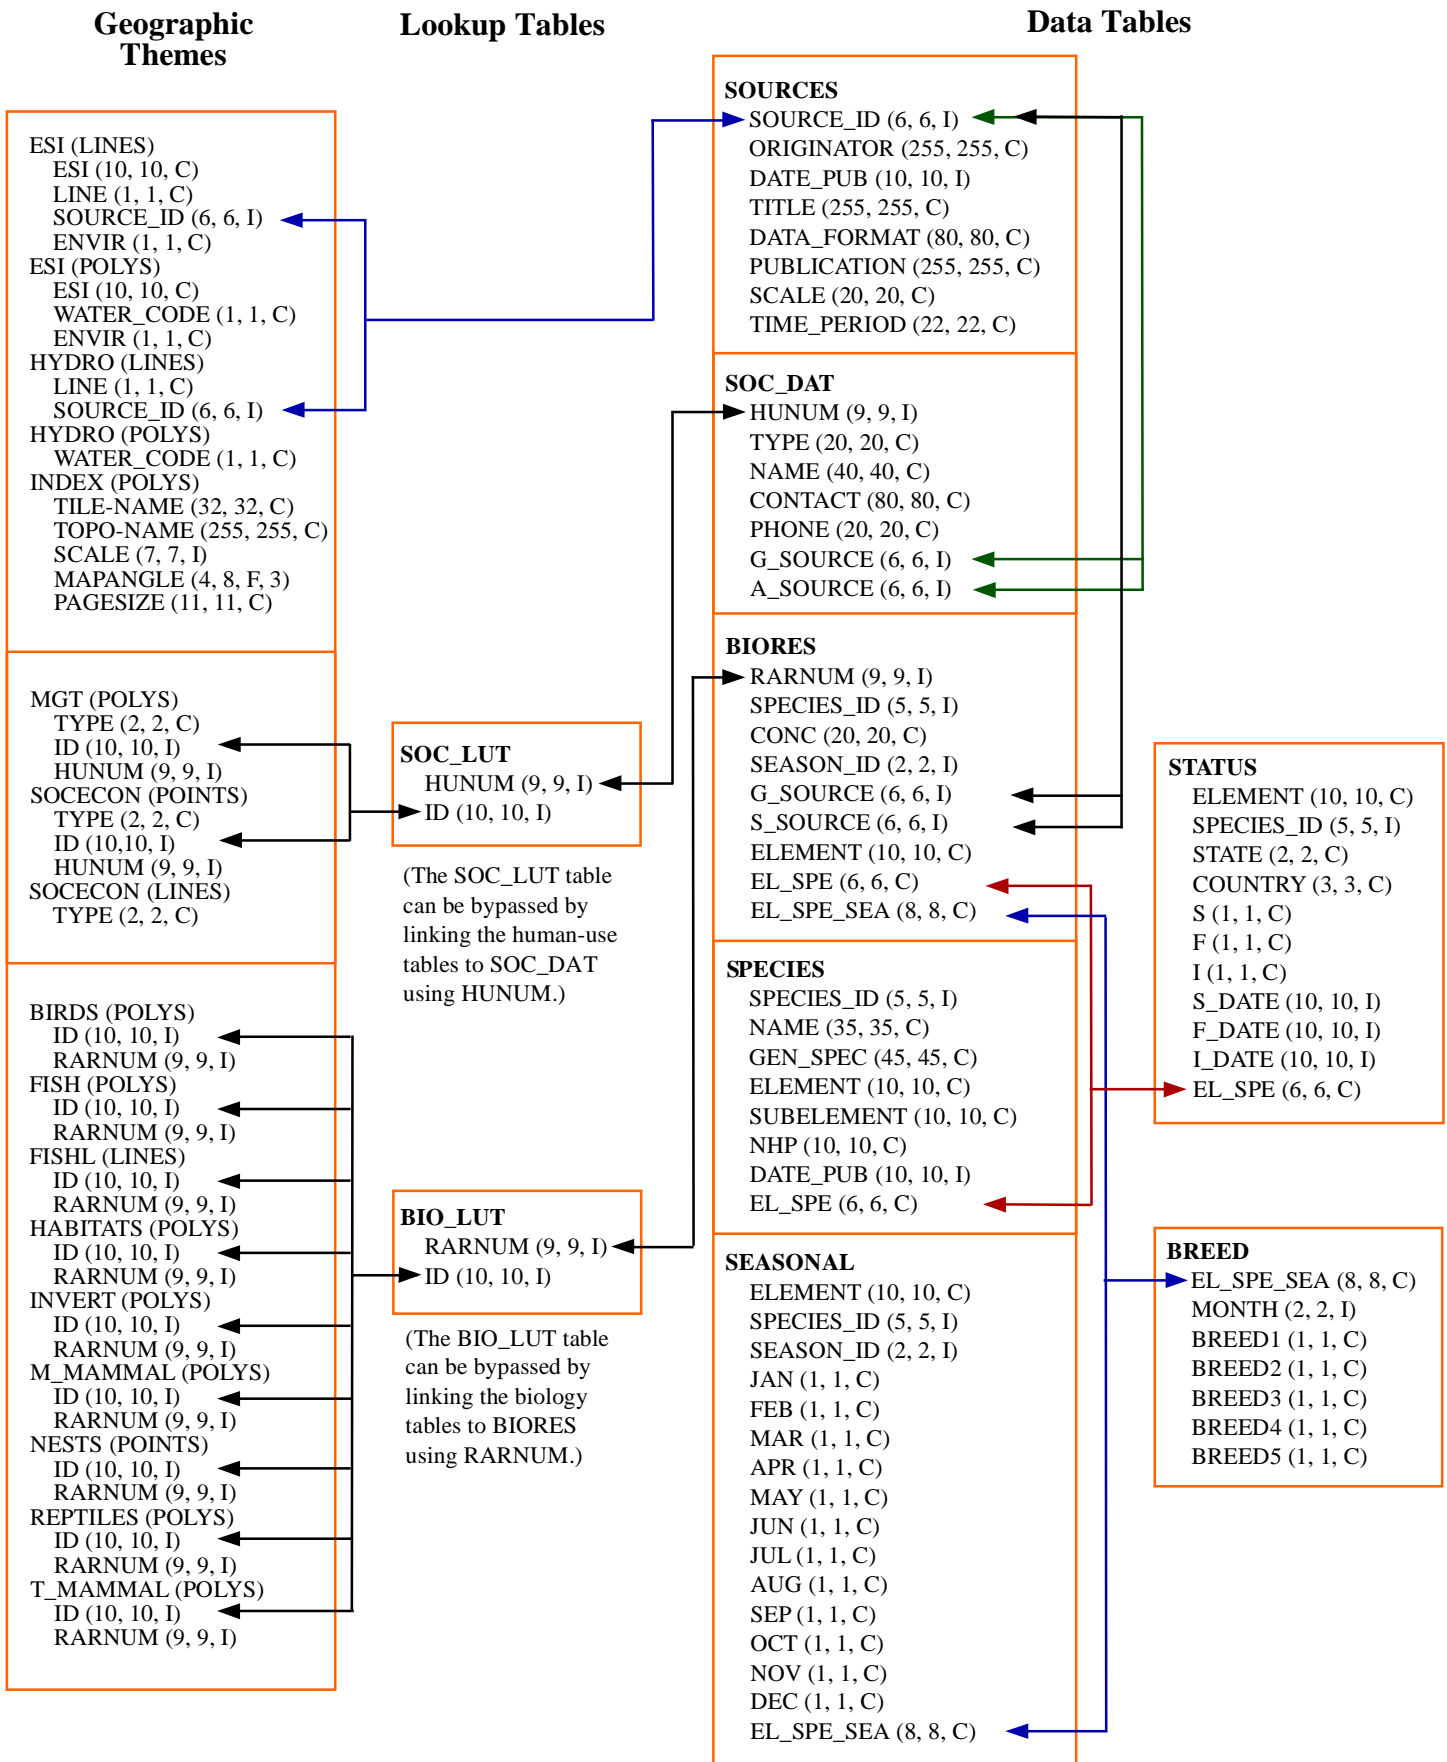 Geographic
Themes
Lookup Tables
Data Tables
ESI (LINES)
ESI (10, 10, C)
LINE (1, 1, C)
SOURCE_ID (6, 6, I)
ENVIR (1, 1, C)
ESI (POLYS)
ESI (10, 10, C)
WATER_CODE (1, 1, C)
ENVIR (1, 1, C)
HYDRO (LINES)
LINE (1, 1, C)
SOURCE_ID (6, 6, I)
HYDRO (POLYS)
WATER_CODE (1, 1, C)
INDEX (POLYS)
TILE-NAME (32, 32, C)
TOPO-NAME (255, 255, C)
SCALE (7, 7, I)
MAPANGLE (4, 8, F, 3)
PAGESIZE (11, 11, C)
MGT (POLYS)
TYPE (2, 2, C)
ID (10, 10, I)
HUNUM (9, 9, I)
SOCECON (POINTS)
TYPE (2, 2, C)
ID (10,10, I)
HUNUM (9, 9, I)
SOCECON (LINES)
TYPE (2, 2, C)
BIRDS (POLYS)
ID (10, 10, I)
RARNUM (9, 9, I)
FISH (POLYS)
ID (10, 10, I)
RARNUM (9, 9, I)
FISHL (LINES)
ID (10, 10, I)
RARNUM (9, 9, I)
HABITATS (POLYS)
ID (10, 10, I)
RARNUM (9, 9, I)
INVERT (POLYS)
ID (10, 10, I)
RARNUM (9, 9, I)
M_MAMMAL (POLYS)
ID (10, 10, I)
RARNUM (9, 9, I)
NESTS (POINTS)
ID (10, 10, I)
RARNUM (9, 9, I)
REPTILES (POLYS)
ID (10, 10, I)
RARNUM (9, 9, I)
T_MAMMAL (POLYS)
ID (10, 10, I)
RARNUM (9, 9, I)
SOC_LUT
HUNUM (9, 9, I)
ID (10, 10, I)
(The SOC_LUT table
can be bypassed by
linking the human-use
tables to SOC_DAT
using HUNUM.)
BIO_LUT
RARNUM (9, 9, I)
ID (10, 10, I)
(The BIO_LUT table
can be bypassed by
linking the biology
tables to BIORES
using RARNUM.)
SOURCES
SOURCE_ID (6, 6, I)
ORIGINATOR (255, 255, C)
DATE_PUB (10, 10, I)
TITLE (255, 255, C)
DATA_FORMAT (80, 80, C)
PUBLICATION (255, 255, C)
SCALE (20, 20, C)
TIME_PERIOD (22, 22, C)
SOC_DAT
HUNUM (9, 9, I)
TYPE (20, 20, C)
NAME (40, 40, C)
CONTACT (80, 80, C)
PHONE (20, 20, C)
G_SOURCE (6, 6, I)
A_SOURCE (6, 6, I)
BIORES
RARNUM (9, 9, I)
SPECIES_ID (5, 5, I)
CONC (20, 20, C)
SEASON_ID (2, 2, I)
G_SOURCE (6, 6, I)
S_SOURCE (6, 6, I)
ELEMENT (10, 10, C)
EL_SPE (6, 6, C)
EL_SPE_SEA (8, 8, C)
SPECIES
SPECIES_ID (5, 5, I)
NAME (35, 35, C)
GEN_SPEC (45, 45, C)
ELEMENT (10, 10, C)
SUBELEMENT (10, 10, C)
NHP (10, 10, C)
DATE_PUB (10, 10, I)
EL_SPE (6, 6, C)
SEASONAL
ELEMENT (10, 10, C)
SPECIES_ID (5, 5, I)
SEASON_ID (2, 2, I)
JAN (1, 1, C)
FEB (1, 1, C)
MAR (1, 1, C)
APR (1, 1, C)
MAY (1, 1, C)
JUN (1, 1, C)
JUL (1, 1, C)
AUG (1, 1, C)
SEP (1, 1, C)
OCT (1, 1, C)
NOV (1, 1, C)
DEC (1, 1, C)
EL_SPE_SEA (8, 8, C)
STATUS
ELEMENT (10, 10, C)
SPECIES_ID (5, 5, I)
STATE (2, 2, C)
COUNTRY (3, 3, C)
S (1, 1, C)
F (1, 1, C)
I (1, 1, C)
S_DATE (10, 10, I)
F_DATE (10, 10, I)
I_DATE (10, 10, I)
EL_SPE (6, 6, C)
BREED
EL_SPE_SEA (8, 8, C)
MONTH (2, 2, I)
BREED1 (1, 1, C)
BREED2 (1, 1, C)
BREED3 (1, 1, C)
BREED4 (1, 1, C)
BREED5 (1, 1, C)